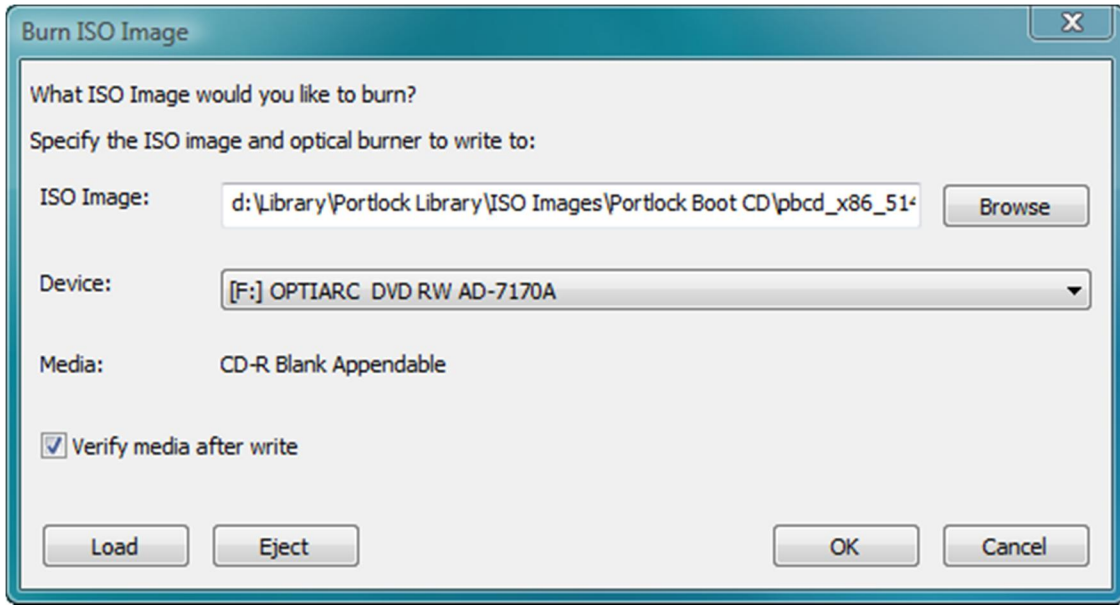 Burn ISO Image
What ISO Image would you like to burn?
Specify the ISO image and optical burner to write to:
ISO Image: d:\Library\Portlock Library\ISO Images\Portlock Boot CD\pbcd_x86_514 Browse
Device: [F:] OPTIARC DVD RW AD-7170A
Media: CD-R Blank Appendable
Verify media after write
Load Eject OK Cancel